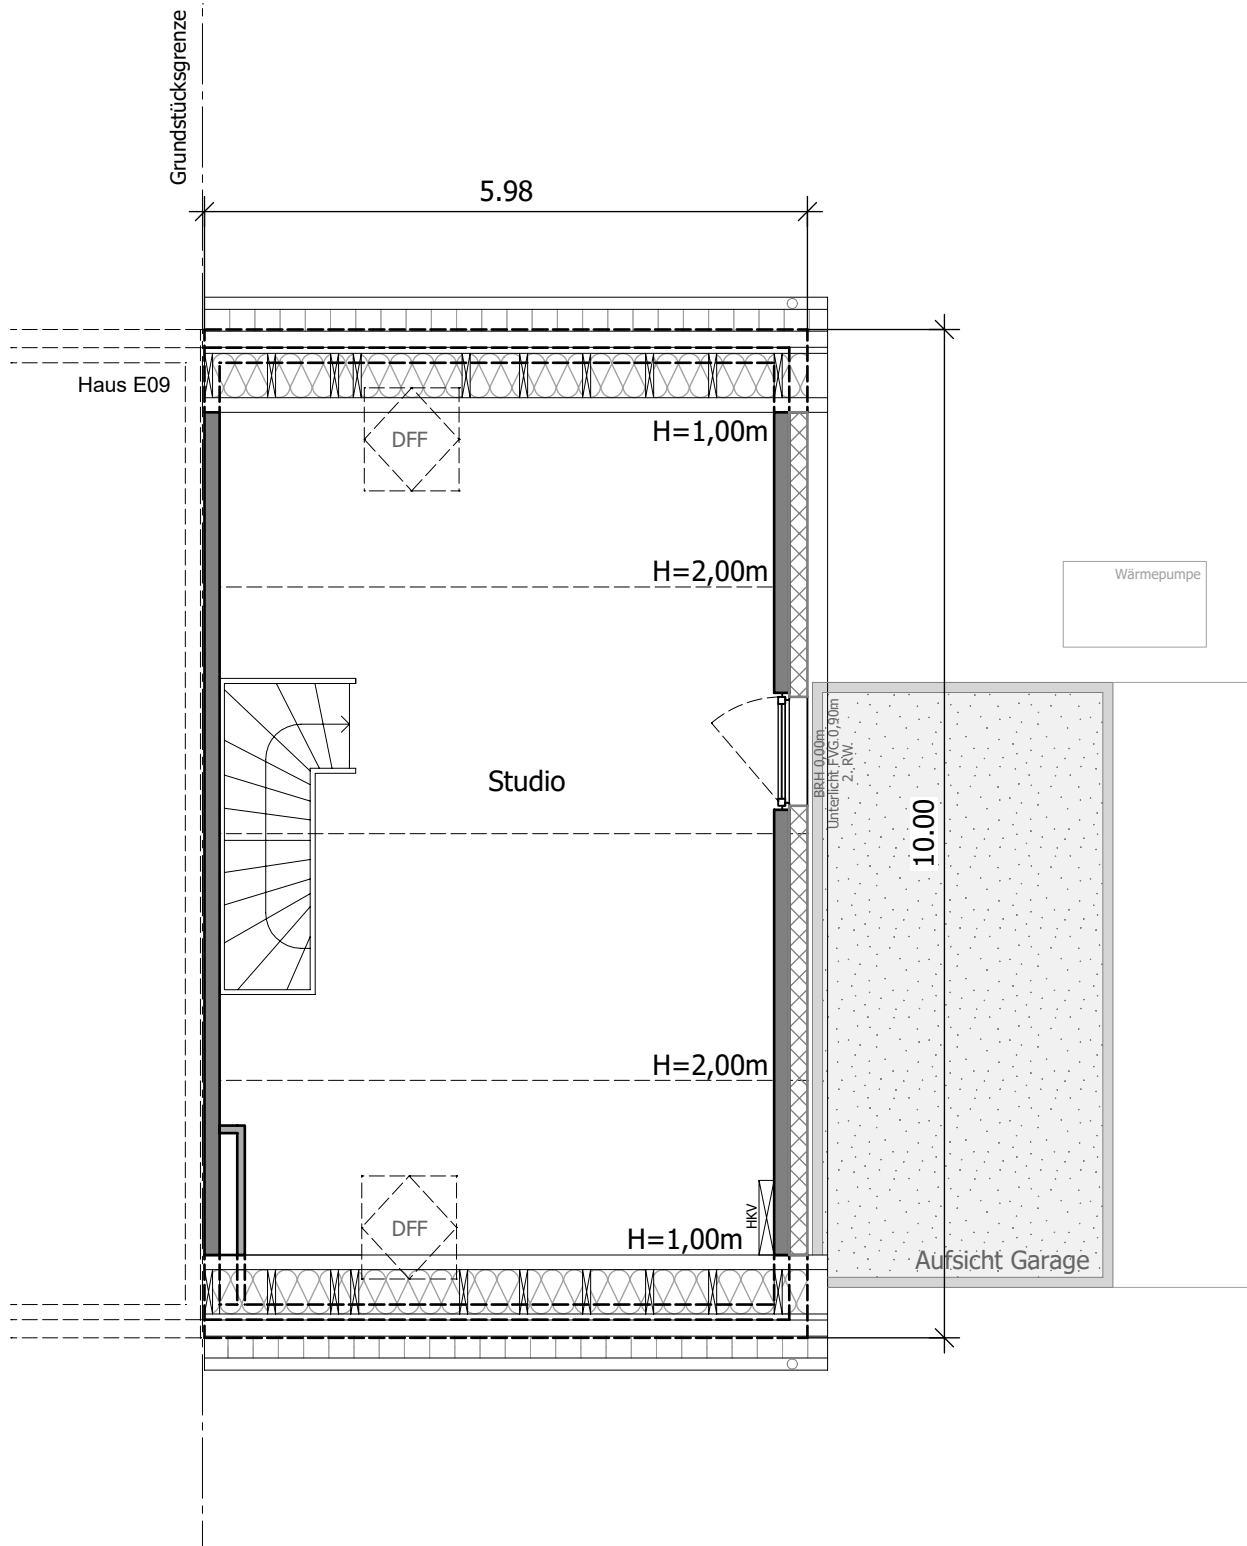 Grundstücksgrenze
5.98
Haus E09
DFF
H=1,00m
H=2,00m
Wärmepumpe
Studio
BRH 0,00m
Unterlicht FVG 0,90m
2. RW.
10.00
H=2,00m
DFF
HKV
H=1,00m
Aufsicht Garage